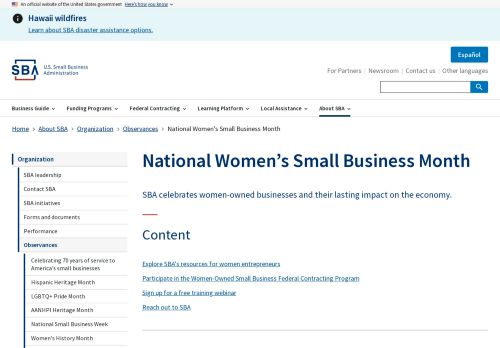 An official website of the United States government Here's how you know
Hawaii wildfires
Learn about SBA disaster assistance options.
Español
For Partners Newsroom Contact us Other languages
SBA U.S. Small Business
Administration
Business Guide Funding Programs Federal Contracting Learning Platform Local Assistance About SBA
Home › About SBA › Organization › Observances › National Women's Small Business Month
Organization
SBA leadership
Contact SBA
SBA initiatives
Forms and documents
Performance
Observances
Celebrating 70 years of service to
America's small businesses
Hispanic Heritage Month
LGBTQ+ Pride Month
AANHPI Heritage Month
National Small Business Week
Women's History Month
National Women’s Small Business Month
SBA celebrates women-owned businesses and their lasting impact on the economy.
Content
Explore SBA's resources for women entrepreneurs
Participate in the Women-Owned Small Business Federal Contracting Program
Sign up for a free training webinar
Reach out to SBA